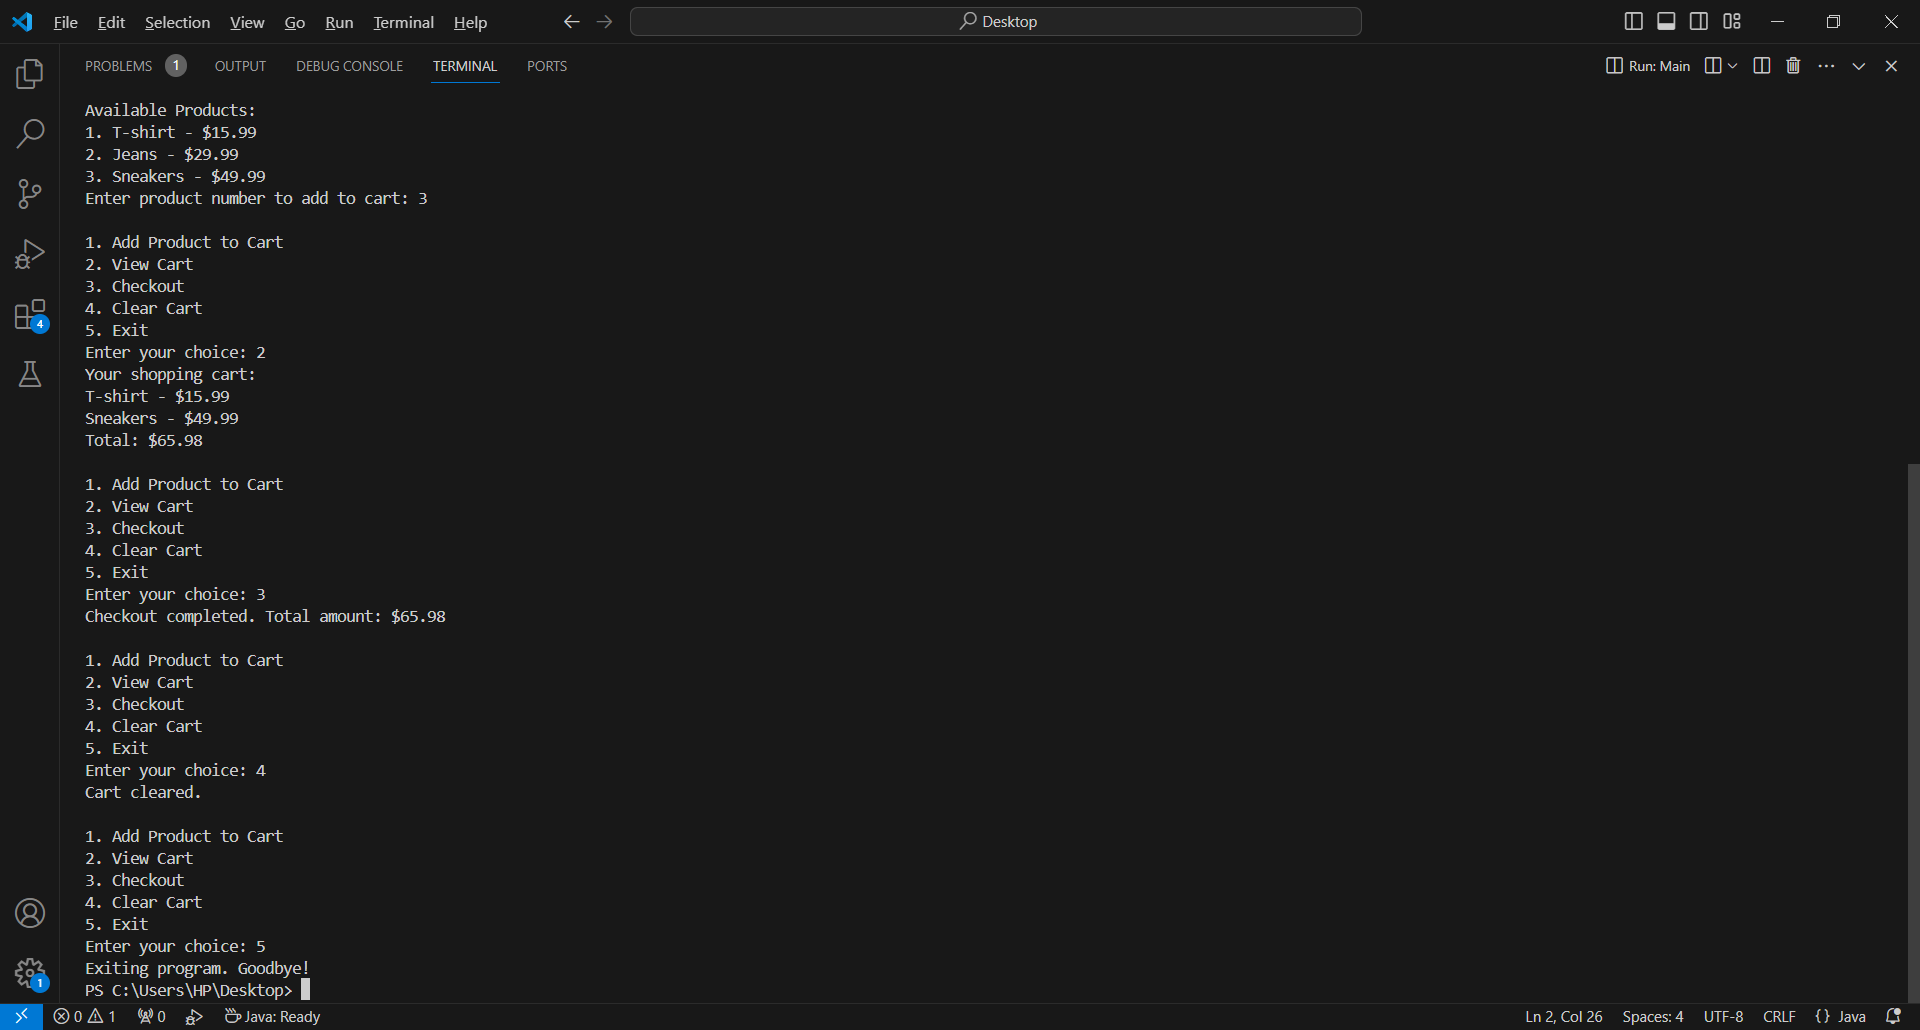 File Edit Selection View Go Run Terminal Help Desktop
PROBLEMS 1 OUTPUT DEBUG CONSOLE TERMINAL PORTS Run: Main
Available Products:
1. T-shirt - $15.99
2. Jeans - $29.99
3. Sneakers - $49.99
Enter product number to add to cart: 3
1. Add Product to Cart
2. View Cart
3. Checkout
4. Clear Cart
5. Exit
Enter your choice: 2
Your shopping cart:
T-shirt - $15.99
Sneakers - $49.99
Total: $65.98
1. Add Product to Cart
2. View Cart
3. Checkout
4. Clear Cart
5. Exit
Enter your choice: 3
Checkout completed. Total amount: $65.98
1. Add Product to Cart
2. View Cart
3. Checkout
4. Clear Cart
5. Exit
Enter your choice: 4
Cart cleared.
1. Add Product to Cart
2. View Cart
3. Checkout
4. Clear Cart
5. Exit
Enter your choice: 5
Exiting program. Goodbye!
PS C:\Users\HP\Desktop>
4
1
0 1 0 Java: Ready Ln 2, Col 26 Spaces: 4 UTF-8 CRLF {} Java